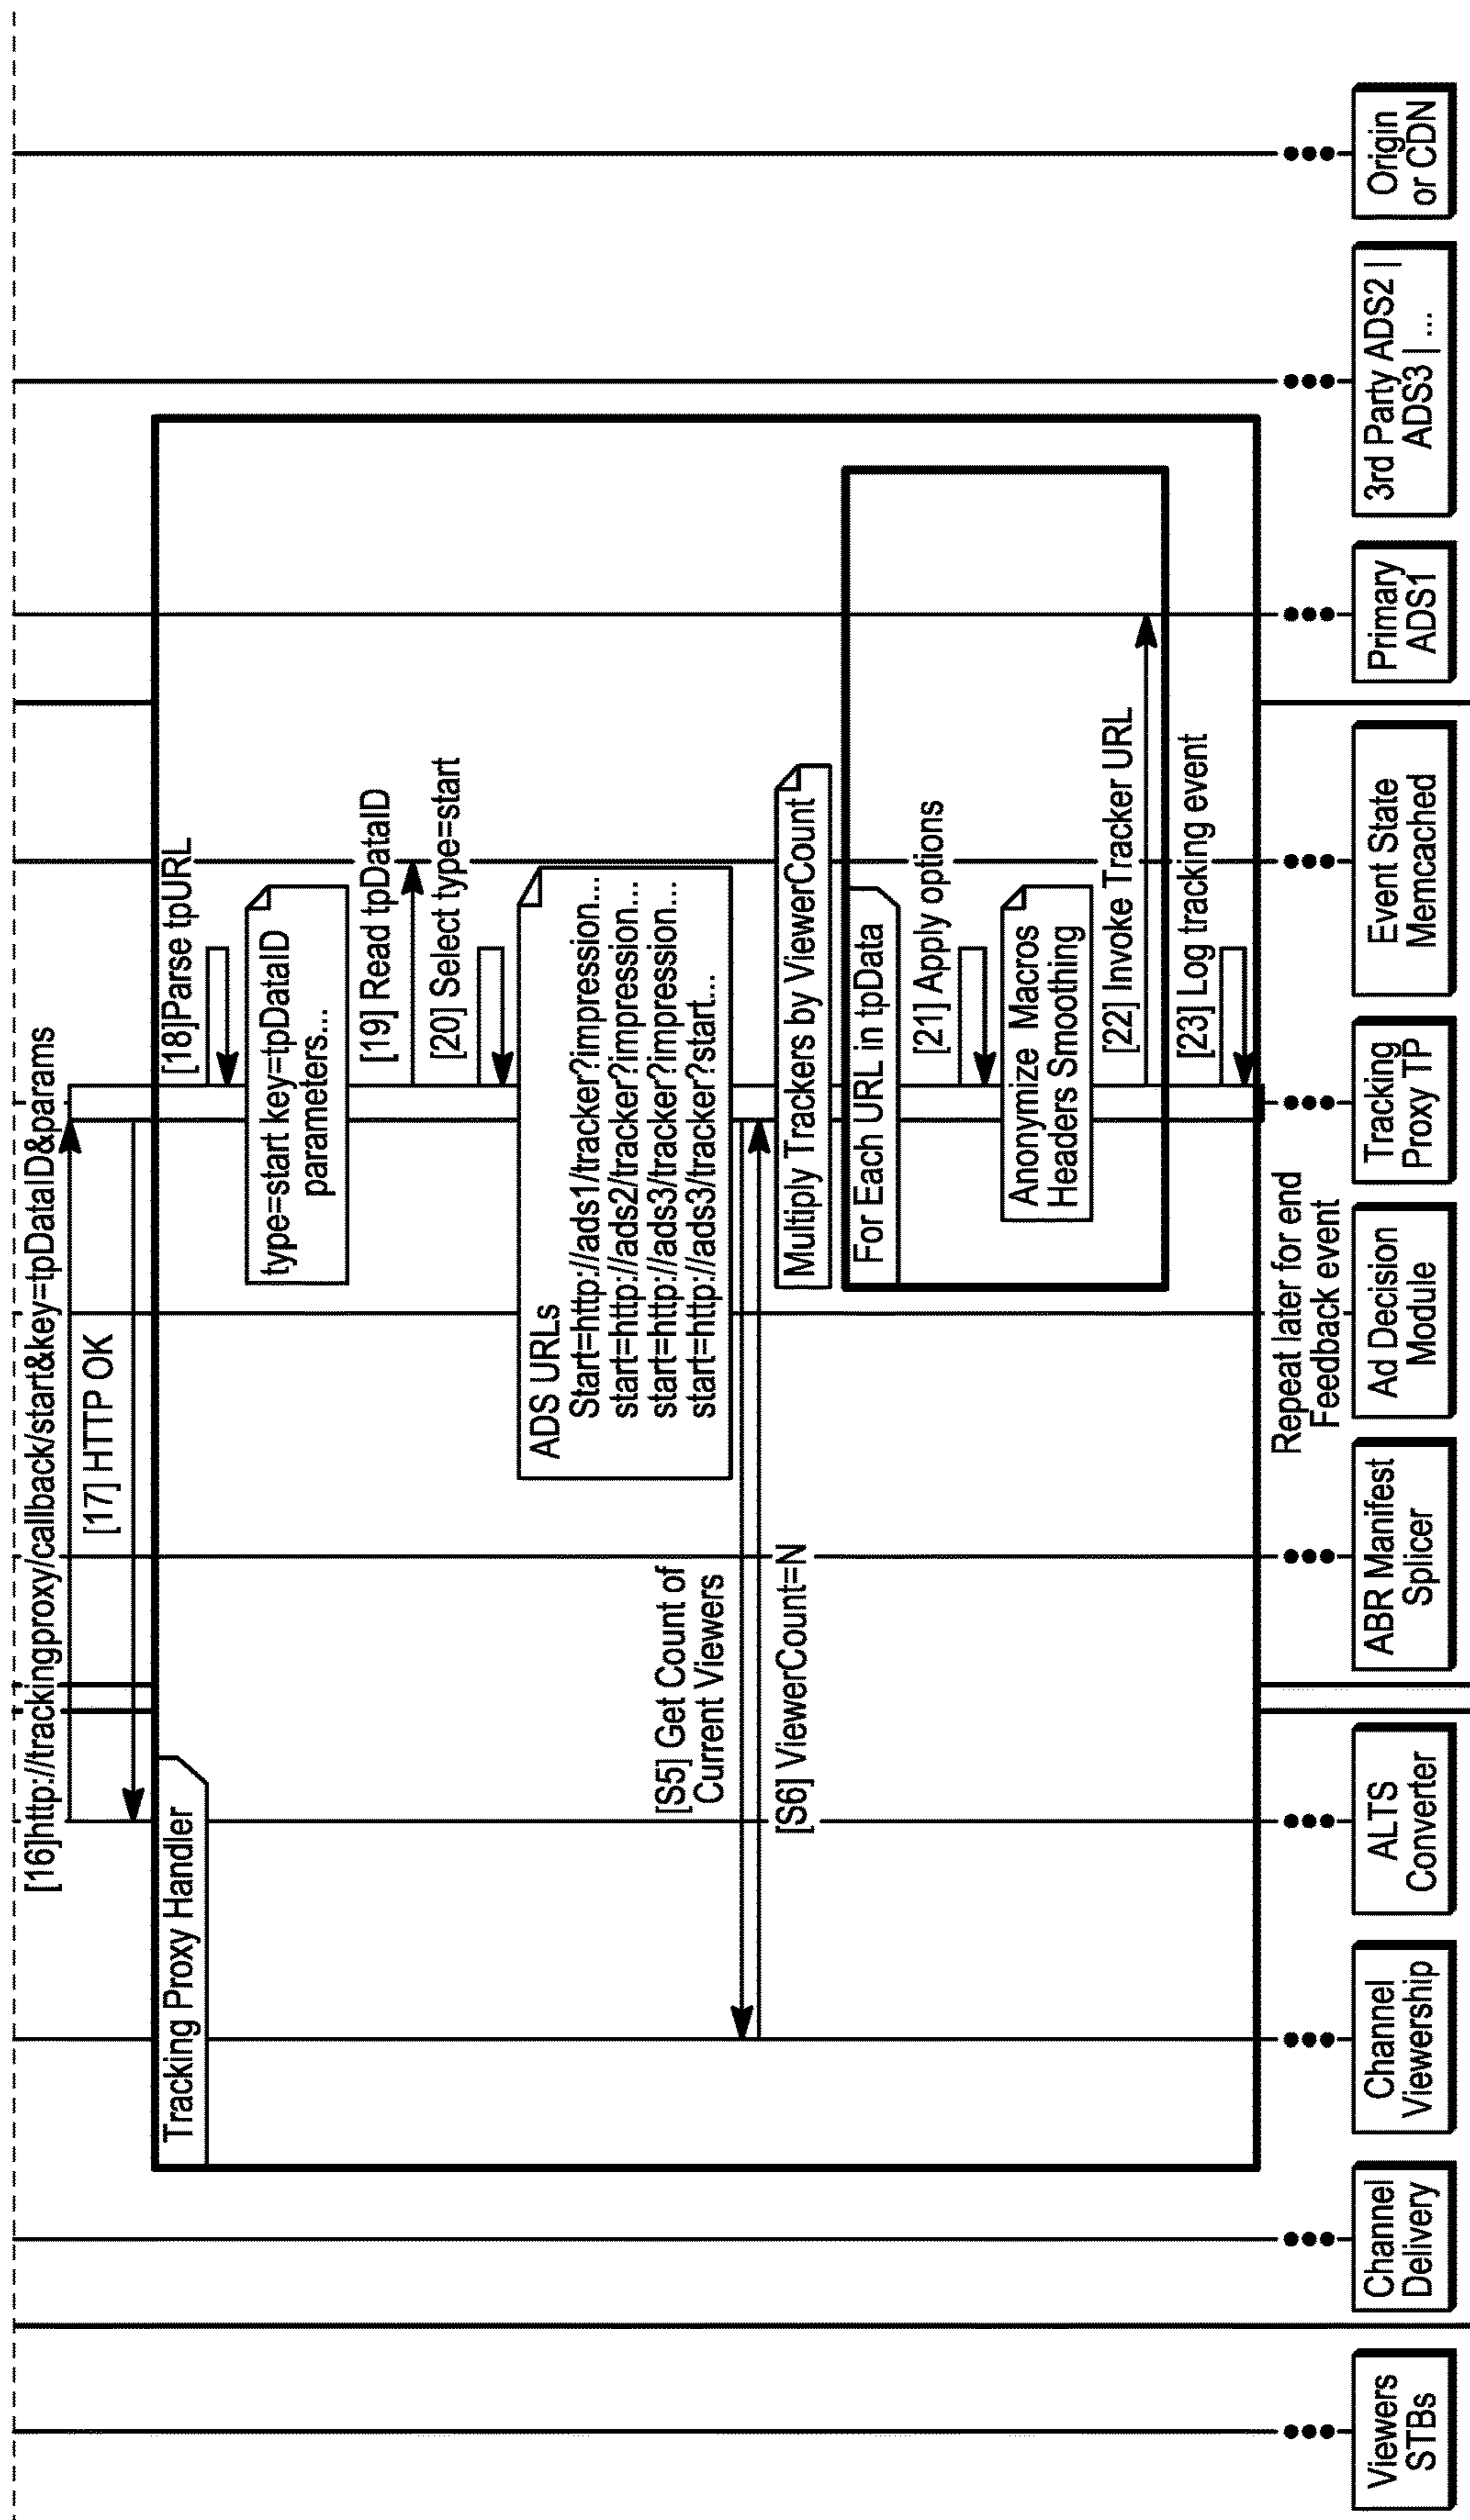 [16]http://trackingproxy/callback/start&key=tpDataID&params
[17] HTTP OK
Tracking Proxy Handler
[18]Parse tpURL
type=start key=tpDataID
parameters...
[19] Read tpDataID
[20] Select type=start
ADS URLs
Start=http://ads1/tracker?impression...
start=http://ads2/tracker?impression...
start=http://ads3/tracker?impression...
start=http://ads3/tracker?start...
[S5] Get Count of
Current Viewers
[S6] ViewerCount=N
Multiply Trackers by ViewerCount
For Each URL in tpData
[21] Apply options
Anonymize Macros
Headers Smoothing
[22] Invoke Tracker URL
[23] Log tracking event
Repeat later for end
Feedback event
Viewers
STBs
Channel
Delivery
Channel
Viewership
ALTS
Converter
ABR Manifest
Splicer
Ad Decision
Module
Tracking
Proxy TP
Event State
Memcached
Primary
ADS1
3rd Party ADS2 |
ADS3 | ...
Origin
or CDN